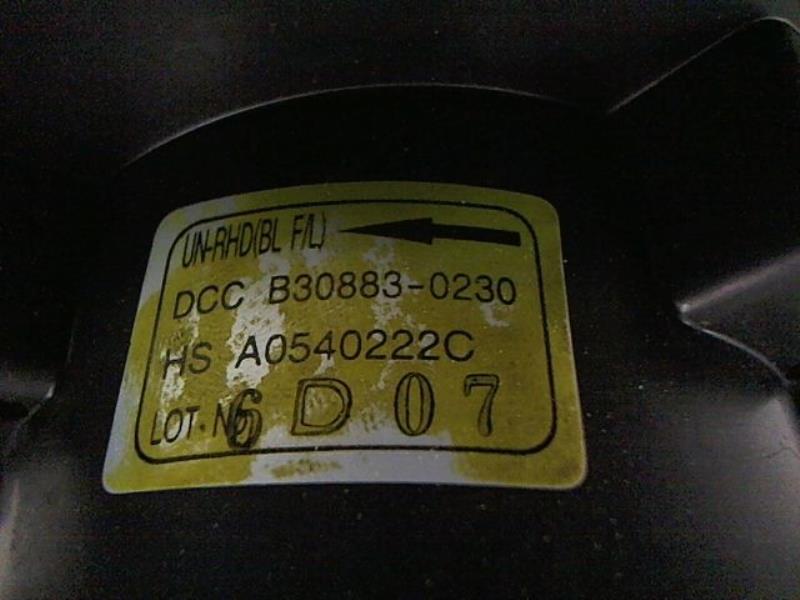 UN-RHD(BL F/L)
DCC B30883-0230
HS A0540222C
LOT. NO 6D07